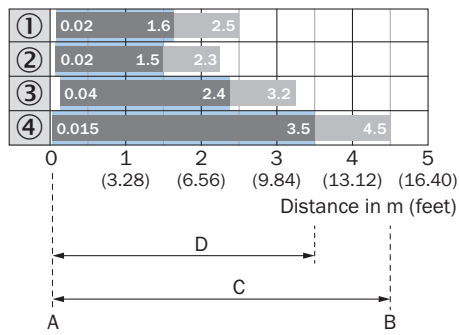 ① 0.02 1.6 2.5
② 0.02 1.5 2.3
③ 0.04 2.4 3.2
④ 0.015 3.5 4.5
0 1 2 3 4 5
(3.28) (6.56) (9.84) (13.12) (16.40)
Distance in m (feet)
D
C
A B